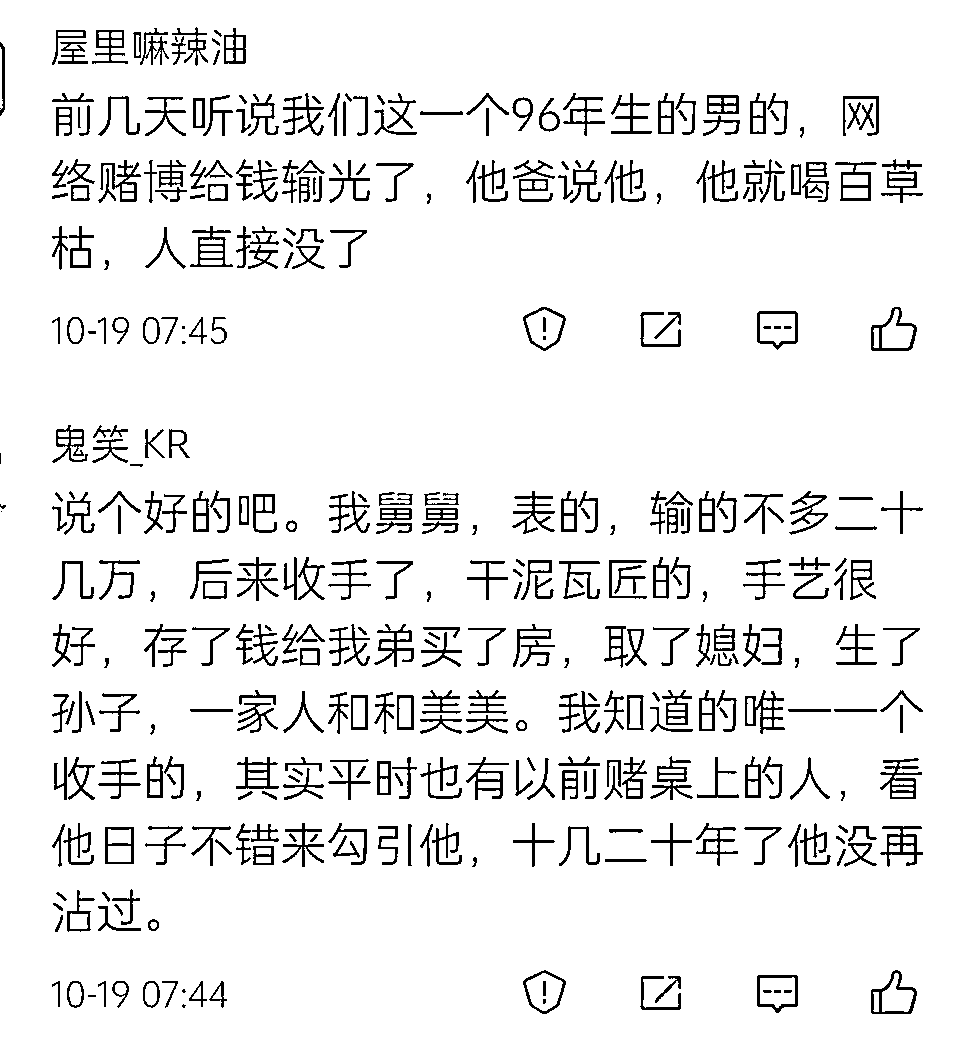 屋里嘛辣油
前几天听说我们这一个96年生的男的，网
络赌博给钱输光了，他爸说他，他就喝百草
枯，人直接没了
10-19 07:45
鬼笑_KR
说个好的吧。我舅舅，表的，输的不多二十
几万，后来收手了，干泥瓦匠的，手艺很
好，存了钱给我弟买了房，取了媳妇，生了
孙子，一家人和和美美。我知道的唯一一个
收手的，其实平时也有以前赌桌上的人，看
他日子不错来勾引他，十几二十年了他没再
沾过。
10-19 07:44